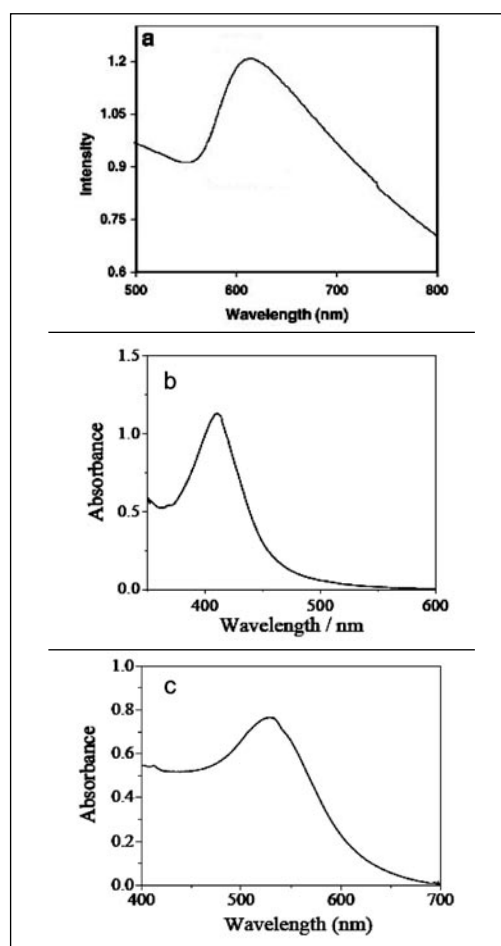 a
Intensity
1.2
1.05
0.9
0.75
0.6
500 600 700 800
Wavelength (nm)
b
Absorbance
1.5
1.0
0.5
0.0
400 500 600
Wavelength / nm
c
Absorbance
1.0
0.8
0.6
0.4
0.2
0.0
400 500 600 700
Wavelength (nm)